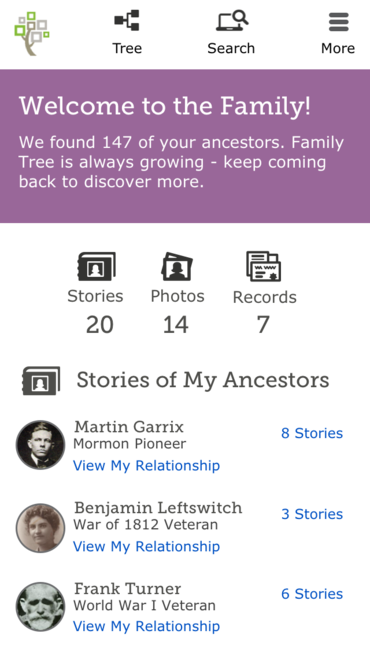 Tree
Search
More
Welcome to the Family!
We found 147 of your ancestors. Family
Tree is always growing - keep coming
back to discover more.
Stories
Photos
Records
20
14
7
Stories of My Ancestors
Martin Garrix
Mormon Pioneer
View My Relationship
8 Stories
Benjamin Leftswitch
War of 1812 Veteran
View My Relationship
3 Stories
Frank Turner
World War I Veteran
View My Relationship
6 Stories